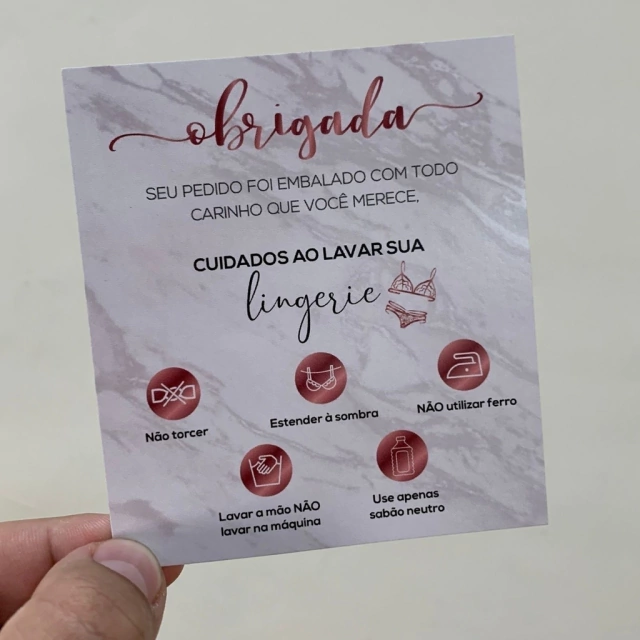 obrigada
SEU PEDIDO FOI EMBALADO COM TODO
CARINHO QUE VOCÊ MERECE,
CUIDADOS AO LAVAR SUA
lingerie
Não torcer
Estender à sombra
NÃO utilizar ferro
Lavar a mão NÃO
lavar na máquina
Use apenas
sabão neutro